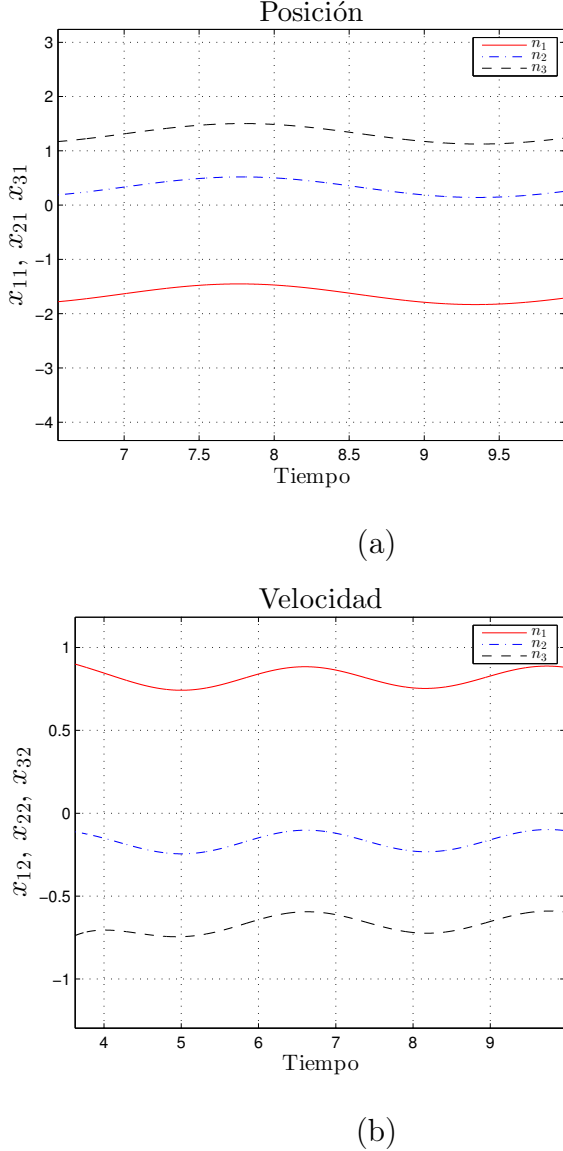 Posición
n₁
n₂
n₃
3
2
1
0
−1
−2
−3
−4
x₁₁, x₂₁ x₃₁
7
7.5
8
8.5
9
9.5
Tiempo
(a)
Velocidad
n₁
n₂
n₃
1
0.5
0
−0.5
−1
x₁₂, x₂₂, x₃₂
4
5
6
7
8
9
Tiempo
(b)